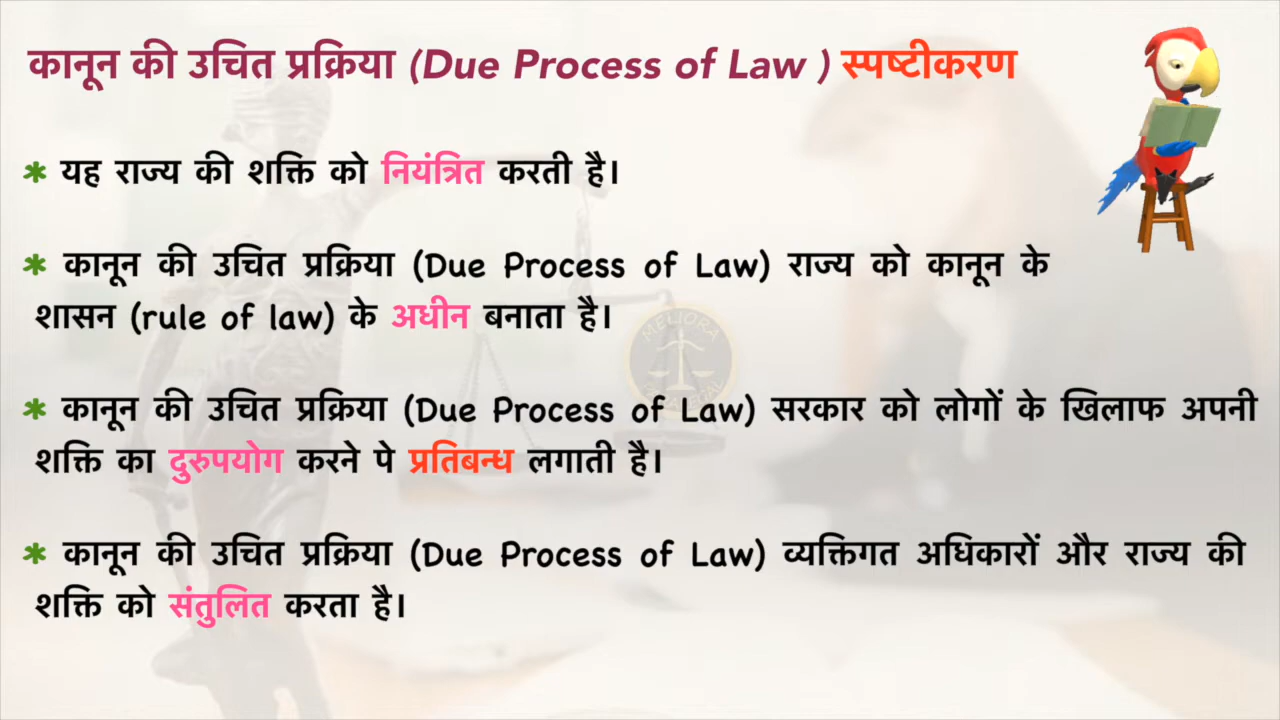 कानून की उचित प्रक्रिया (Due Process of Law ) स्पष्टीकरण
* यह राज्य की शक्ति को नियंत्रित करती है।
* कानून की उचित प्रक्रिया (Due Process of Law) राज्य को कानून के
शासन (rule of law) के अधीन बनाता है।
MELIORA
* कानून की उचित प्रक्रिया (Due Process of Law) सरकार को लोगों के खिलाफ अपनी
शक्ति का दुरुपयोग करने पे प्रतिबन्ध लगाती है।
* कानून की उचित प्रक्रिया (Due Process of Law) व्यक्तिगत अधिकारों और राज्य की
शक्ति को संतुलित करता है।